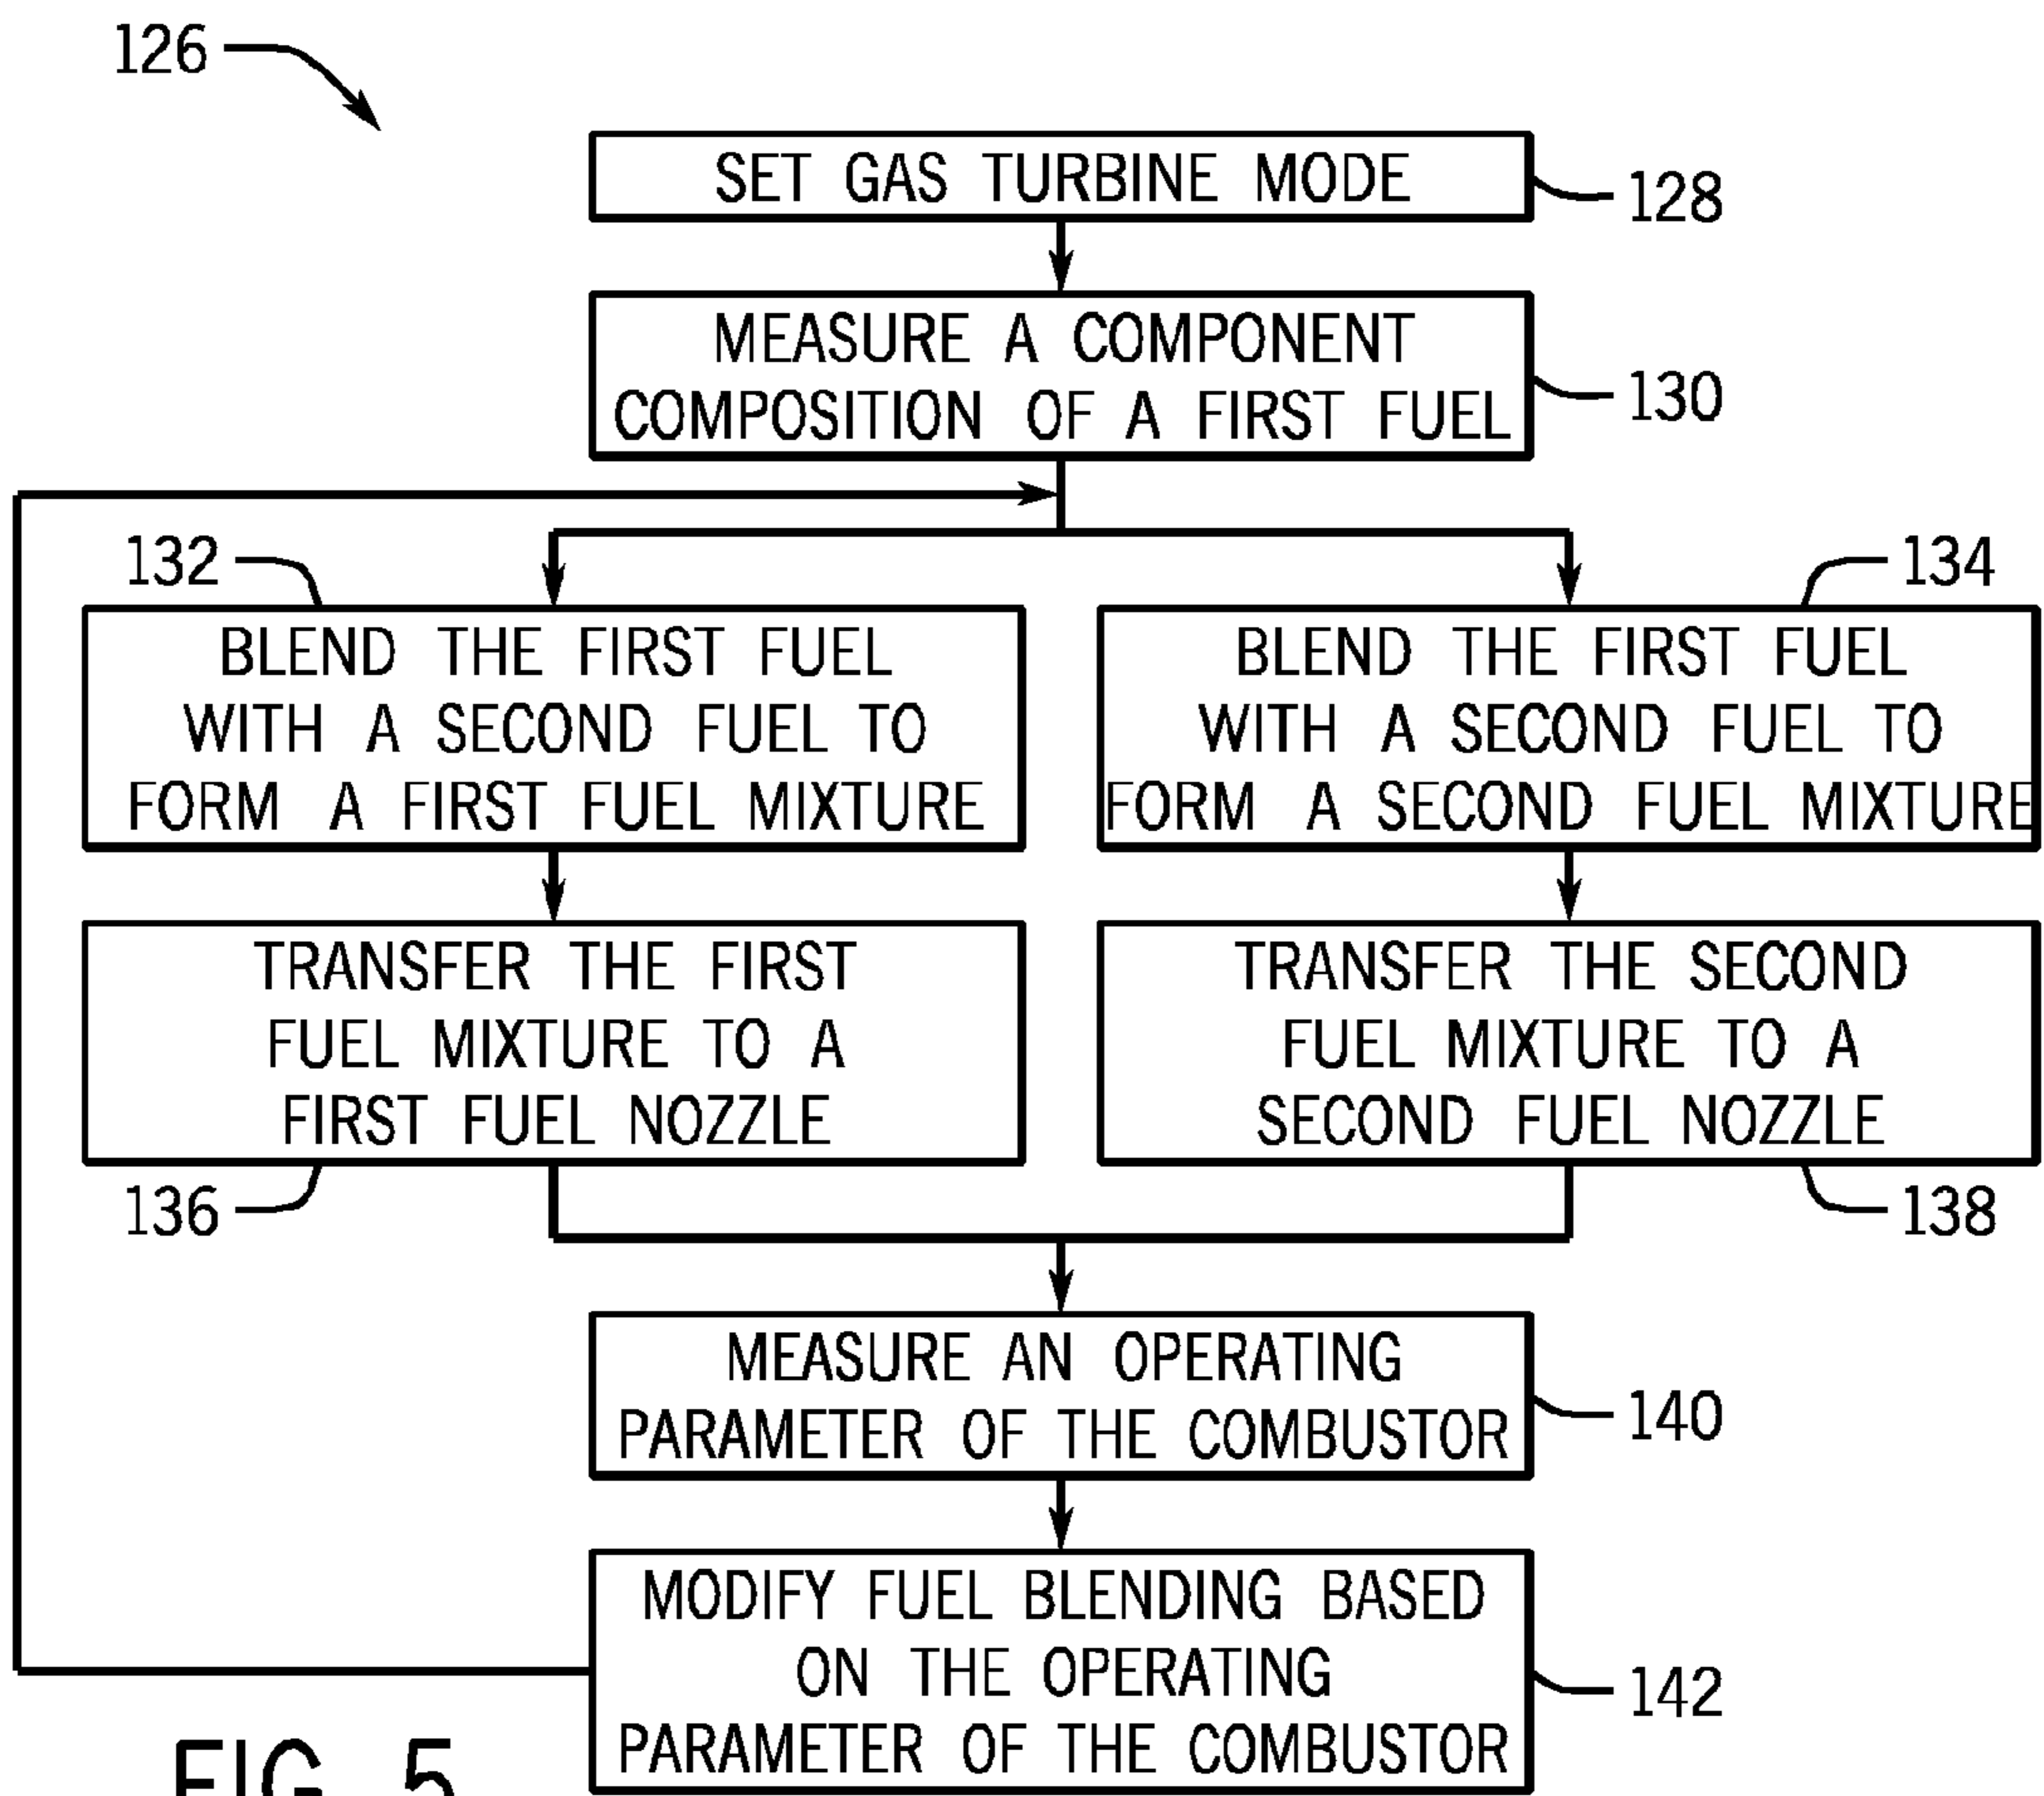 126
SET GAS TURBINE MODE
128
MEASURE A COMPONENT
COMPOSITION OF A FIRST FUEL
130
132
134
BLEND THE FIRST FUEL
WITH A SECOND FUEL TO
FORM A FIRST FUEL MIXTURE
BLEND THE FIRST FUEL
WITH A SECOND FUEL TO
FORM A SECOND FUEL MIXTURE
TRANSFER THE FIRST
FUEL MIXTURE TO A
FIRST FUEL NOZZLE
TRANSFER THE SECOND
FUEL MIXTURE TO A
SECOND FUEL NOZZLE
136
138
MEASURE AN OPERATING
PARAMETER OF THE COMBUSTOR
140
MODIFY FUEL BLENDING BASED
ON THE OPERATING
PARAMETER OF THE COMBUSTOR
142
FIG. 5